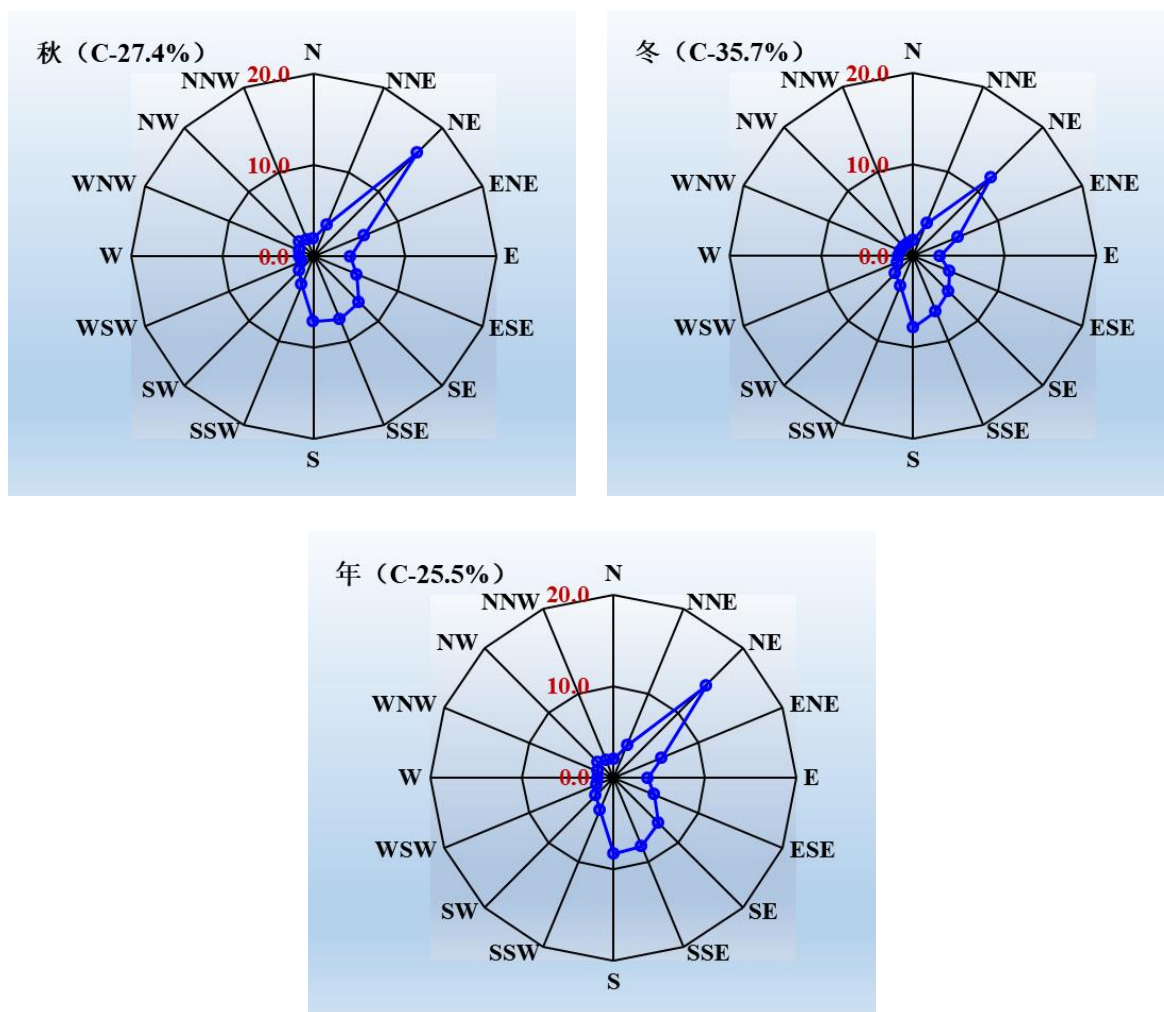 秋（C-27.4%）
N
NNW
20.0
NNE
NW
NE
10.0
WNW
ENE
W
0.0
E
WSW
ESE
SW
SE
SSW
SSE
S
冬（C-35.7%）
N
NNW
20.0
NNE
NW
NE
10.0
WNW
ENE
W
0.0
E
WSW
ESE
SW
SE
SSW
SSE
S
年（C-25.5%）
N
NNW
20.0
NNE
NW
NE
10.0
WNW
ENE
W
0.0
E
WSW
ESE
SW
SE
SSW
SSE
S